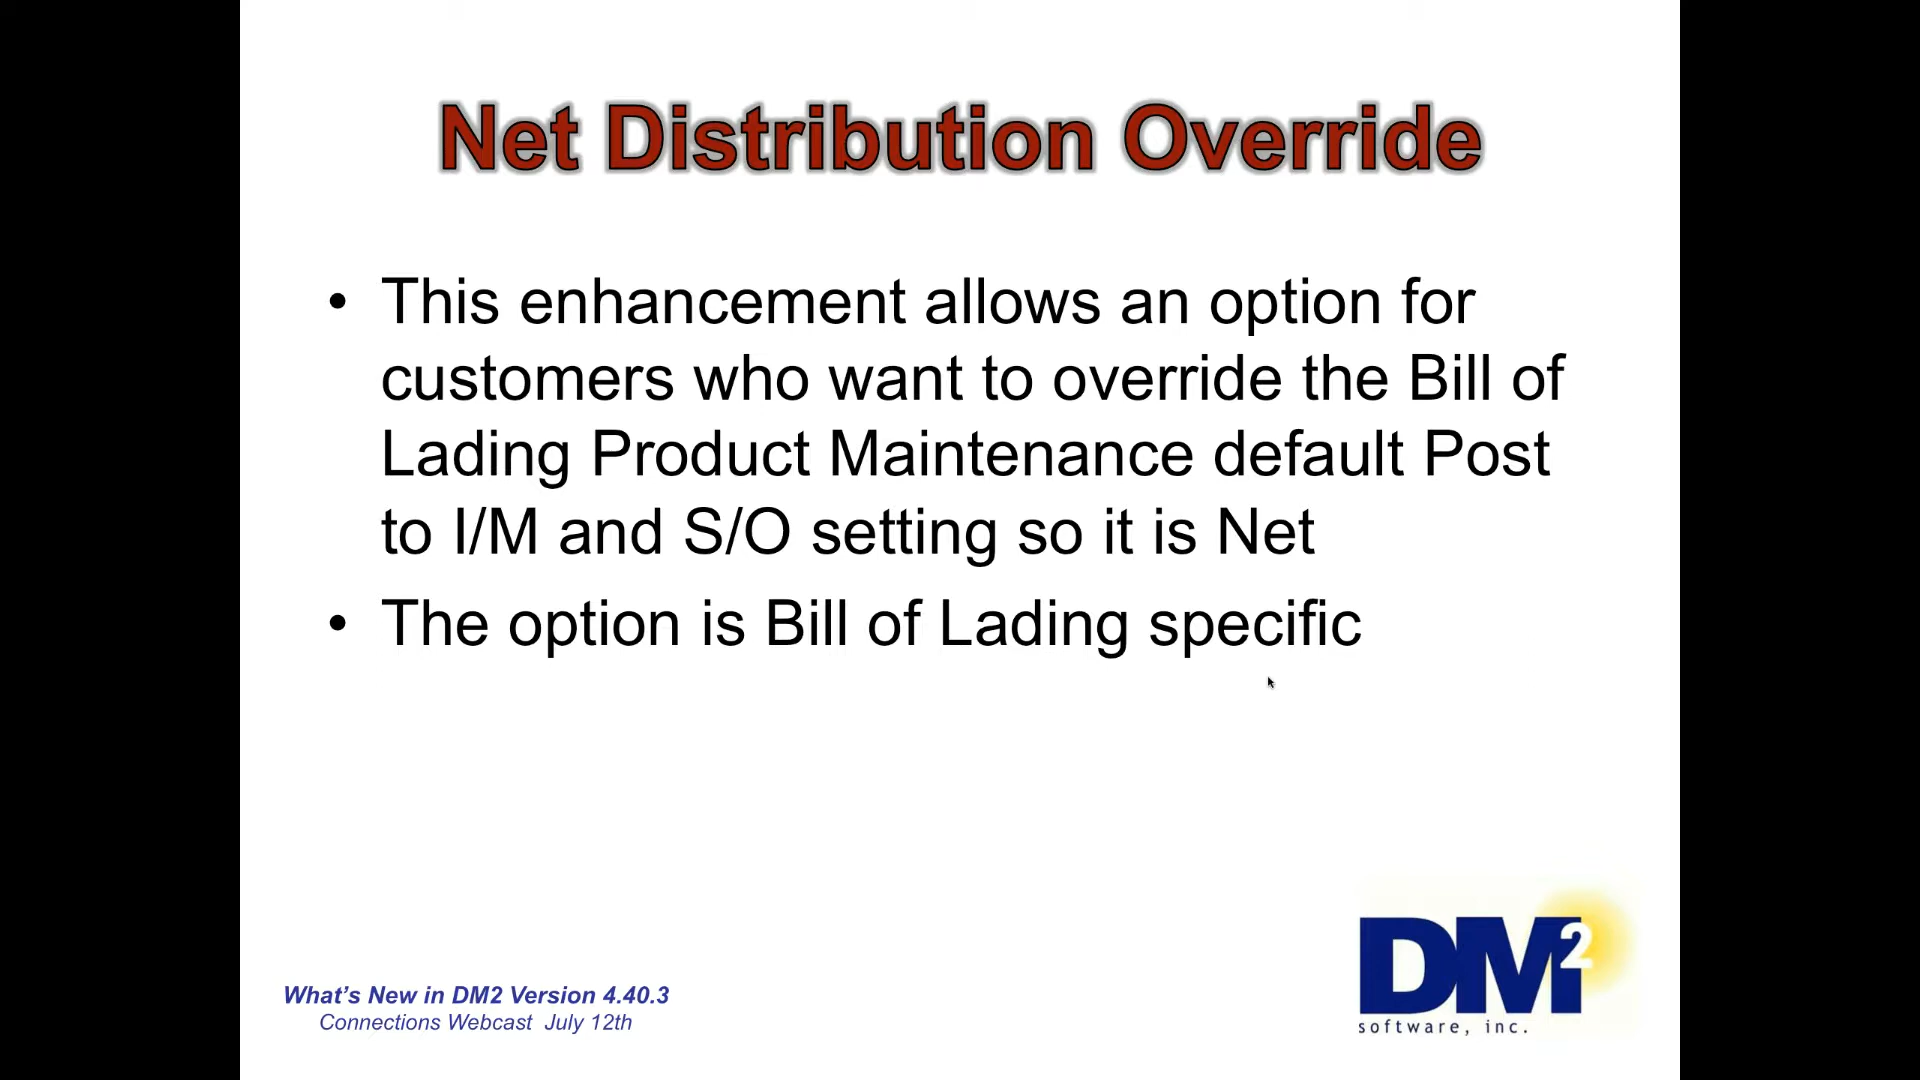 Net Distribution Override
• This enhancement allows an option for
customers who want to override the Bill of
Lading Product Maintenance default Post
to I/M and S/O setting so it is Net
• The option is Bill of Lading specific
What's New in DM2 Version 4.40.3
Connections Webcast July 12th
DM2
software, inc.